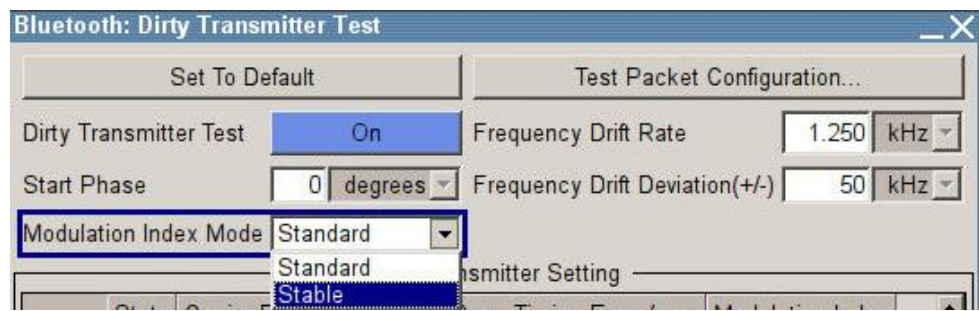 Bluetooth: Dirty Transmitter Test
Set To Default
Test Packet Configuration...
Dirty Transmitter Test On
Frequency Drift Rate 1.250 kHz
Start Phase 0 degrees
Frequency Drift Deviation(+/-) 50 kHz
Modulation Index Mode Standard
Standard
Setting
Stable